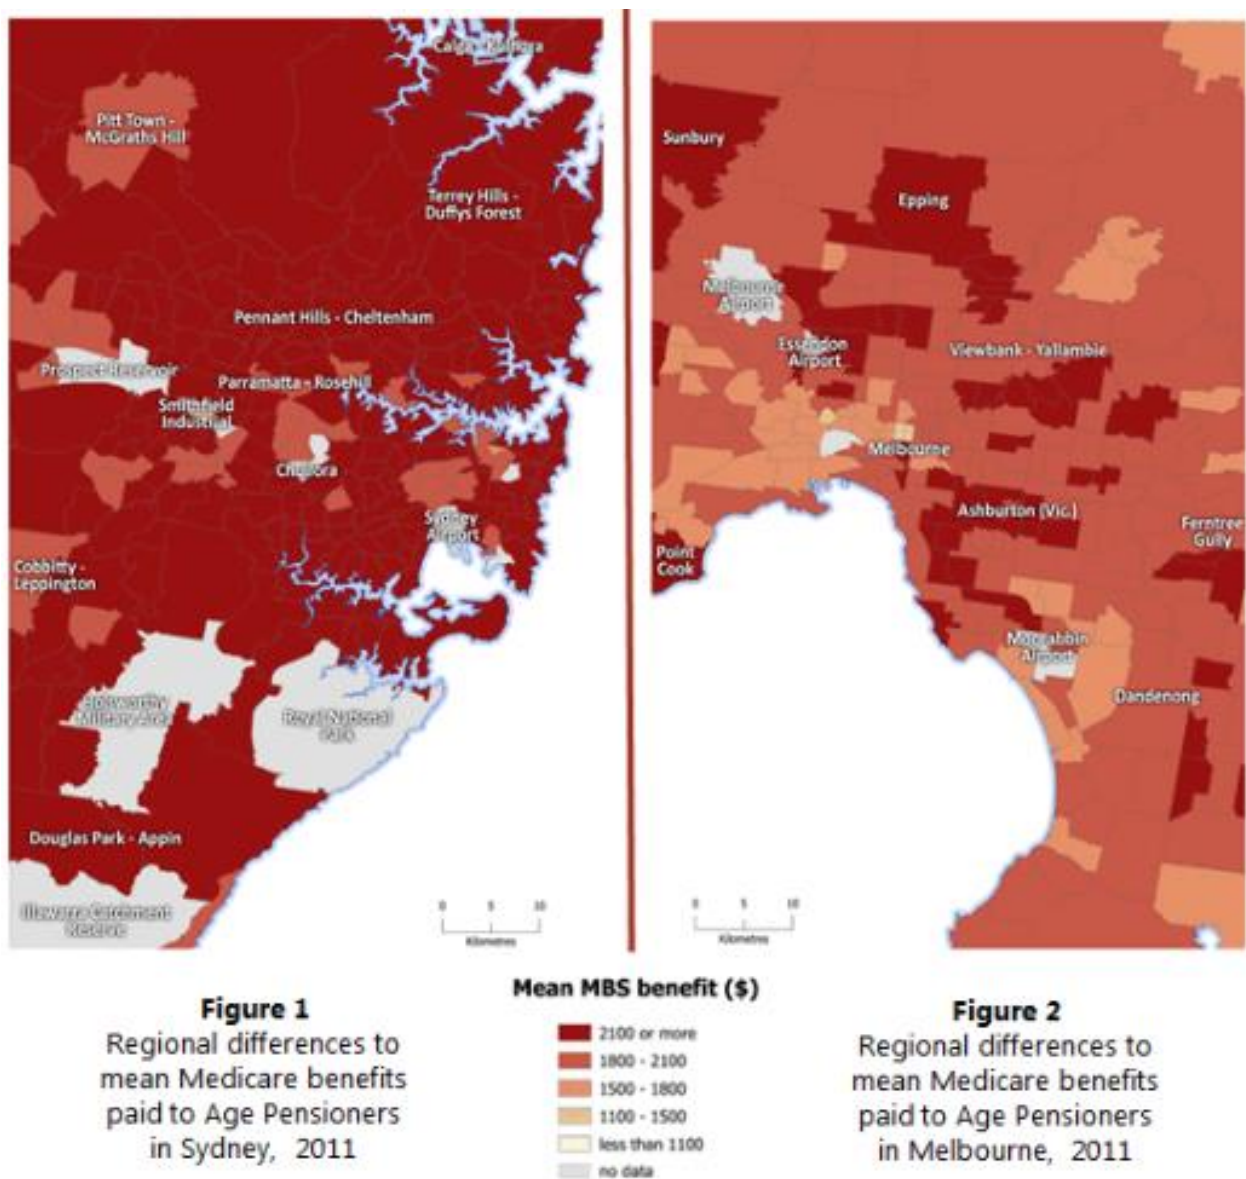 Calga - Kulnura
Pitt Town -
McGraths Hill
Terrey Hills -
Duffys Forest
Pennant Hills - Cheltenham
Prospect Reservoir
Parramatta - Rosehill
Smithfield
Industrial
Chullora
Sydney
Airport
Cobbitty -
Leppington
Holsworthy
Military Area
Royal National
Park
Douglas Park - Appin
Illawarra Catchment
Reserve
0 5 10
Kilometres
Sunbury
Epping
Melbourne
Airport
Essendon
Airport
Viewbank - Yallambie
Melbourne
Ashburton (Vic.)
Ferntree
Gully
Point
Cook
Moorabbin
Airport
Dandenong
0 5 10
Kilometres
Figure 1
Regional differences to
mean Medicare benefits
paid to Age Pensioners
in Sydney, 2011
Mean MBS benefit ($)
2100 or more
1800 - 2100
1500 - 1800
1100 - 1500
less than 1100
no data
Figure 2
Regional differences to
mean Medicare benefits
paid to Age Pensioners
in Melbourne, 2011